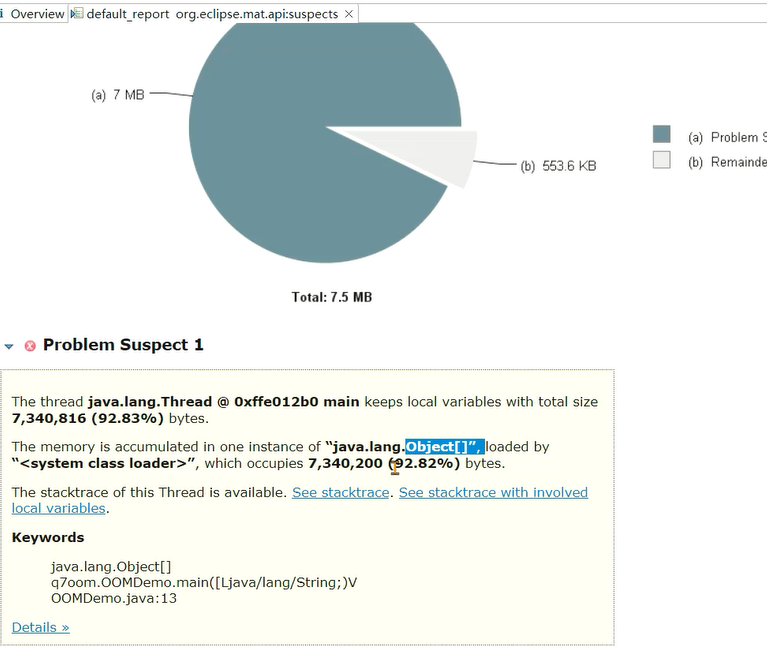 Overview default_report org.eclipse.mat.api:suspects
(a) 7 MB
(b) 553.6 KB
(a) Problem S
(b) Remainde
Total: 7.5 MB
Problem Suspect 1
The thread java.lang.Thread @ 0xffe012b0 main keeps local variables with total size
7,340,816 (92.83%) bytes.
The memory is accumulated in one instance of “java.lang.Object[]”, loaded by
“<system class loader>”, which occupies 7,340,200 (92.82%) bytes.
The stacktrace of this Thread is available. See stacktrace. See stacktrace with involved
local variables.
Keywords
java.lang.Object[]
q7oom.OOMDemo.main([Ljava/lang/String;)V
OOMDemo.java:13
Details »